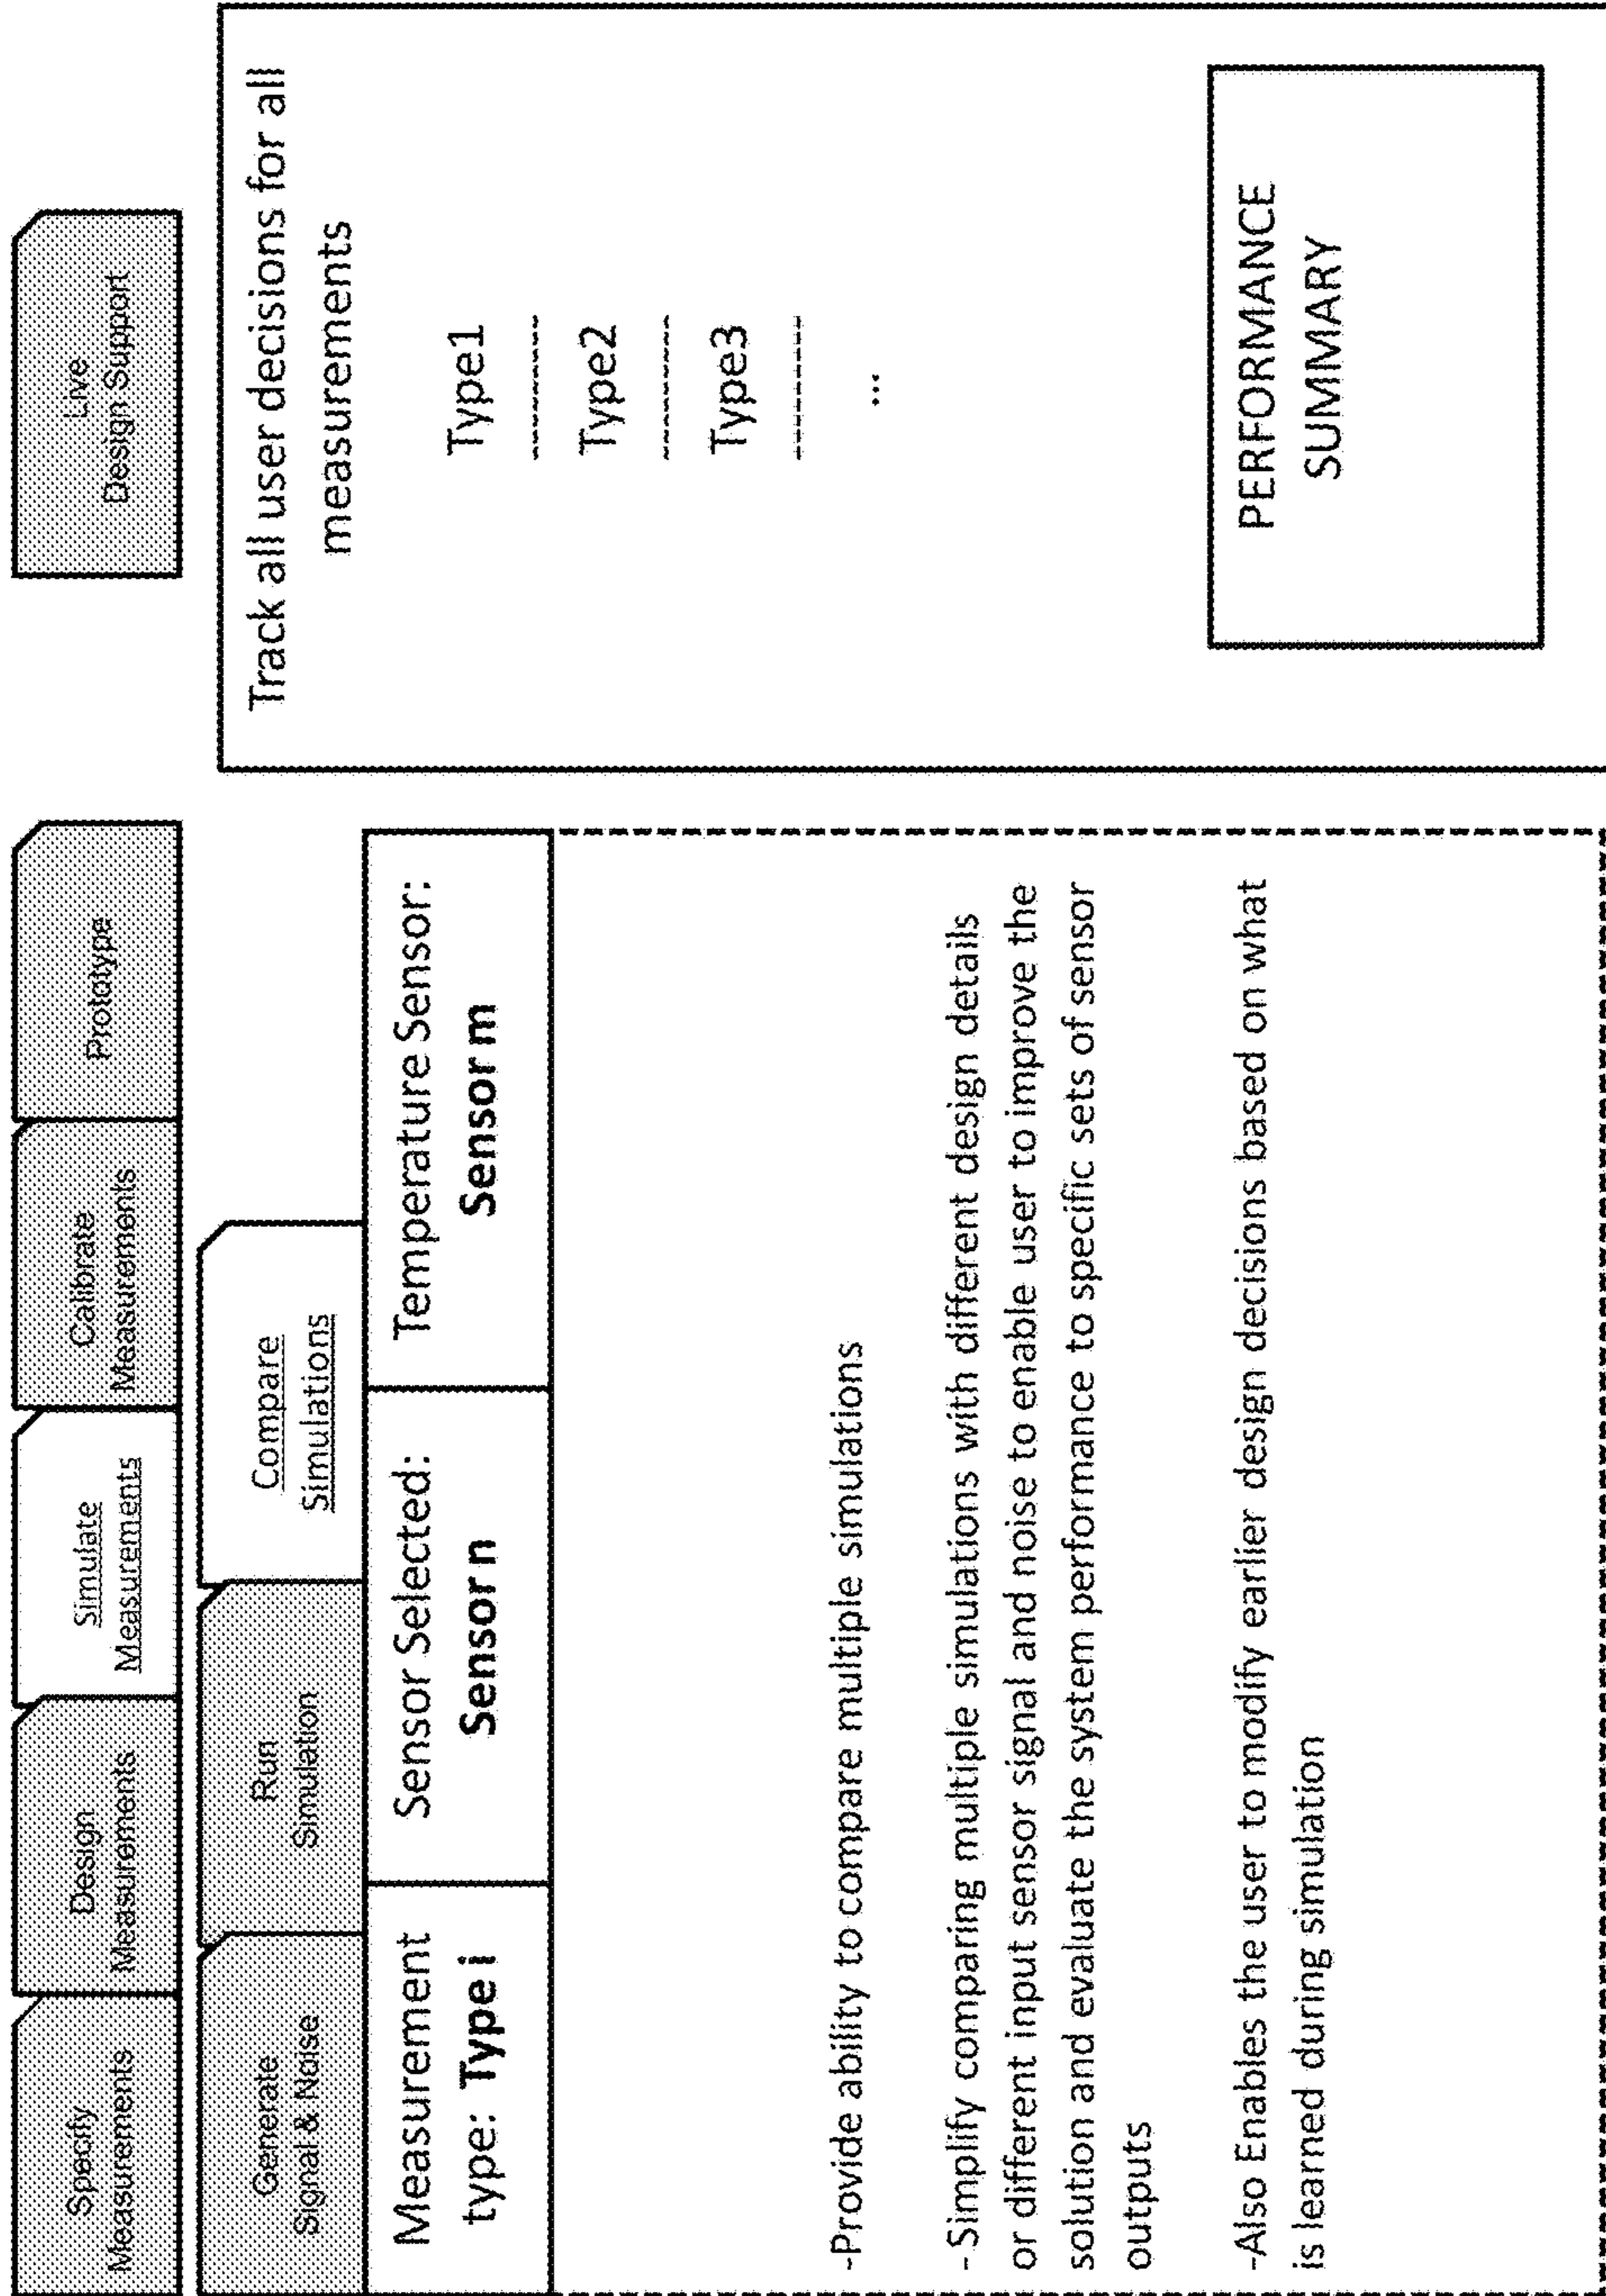 Specify
Measurements
Design
Measurements
Simulate
Measurements
Calibrate
Measurements
Prototype
Live
Design Support
Generate
Signal & Noise
Run
Simulation
Compare
Simulations
Measurement
type: Type i
Sensor Selected:
Sensor n
Temperature Sensor:
Sensor m
-Provide ability to compare multiple simulations
-Simplify comparing multiple simulations with different design details
or different input sensor signal and noise to enable user to improve the
solution and evaluate the system performance to specific sets of sensor
outputs
-Also Enables the user to modify earlier design decisions based on what
is learned during simulation
Track all user decisions for all
measurements
Type1
Type2
Type3
...
PERFORMANCE
SUMMARY